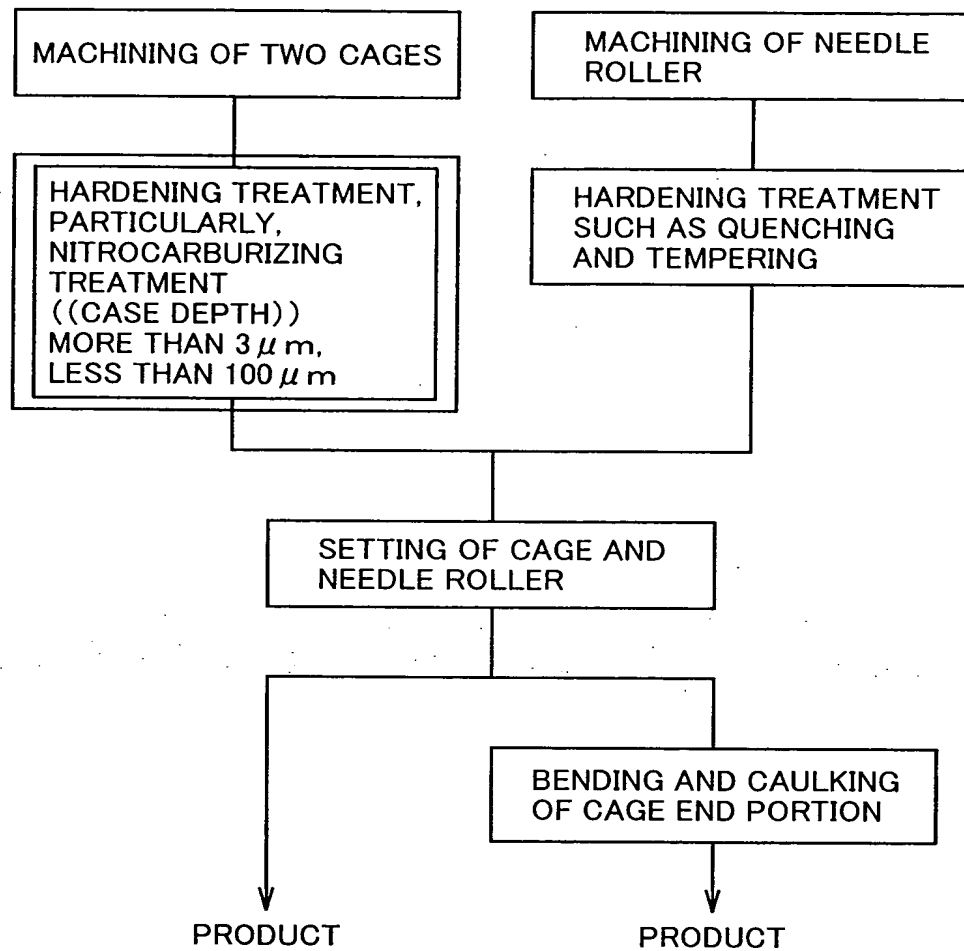 MACHINING OF TWO CAGES
MACHINING OF NEEDLE
ROLLER
HARDENING TREATMENT,
PARTICULARLY,
NITROCARBURIZING
TREATMENT
((CASE DEPTH))
MORE THAN 3μm,
LESS THAN 100μm
HARDENING TREATMENT
SUCH AS QUENCHING
AND TEMPERING
SETTING OF CAGE AND
NEEDLE ROLLER
BENDING AND CAULKING
OF CAGE END PORTION
PRODUCT
PRODUCT